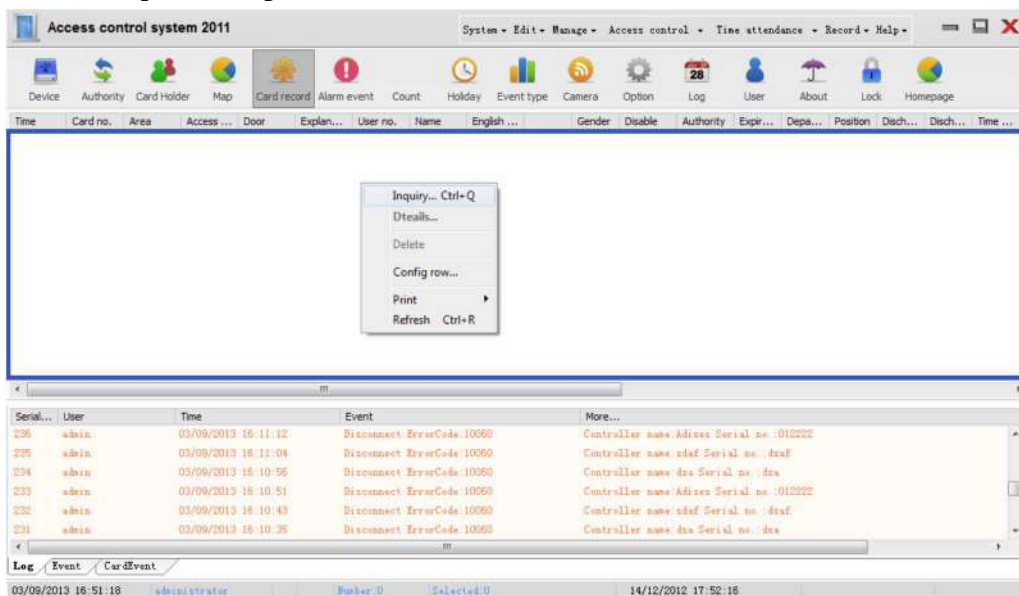 Access control system 2011
System Edit Manage Access control Time attendance Record Help
Device Authority Card Holder Map Card record Alarm event Count Holiday Event type Camera Option Log User About Lock Homepage
28
Time Card no. Area Access ... Door Explan... User no. Name English ... Gender Disable Authority Expir... Depa... Position Disch... Disch... Time ...
Inquiry... Ctrl+Q
Dteails...
Delete
Config row...
Print
Refresh Ctrl+R
Serial... User Time Event More...
236 admin 03/09/2013 16:11:12 Disconnect ErrorCode:10060 Controller name:Adizes Serial no.:012222
235 admin 03/09/2013 16:11:04 Disconnect ErrorCode:10060 Controller name:sdaf Serial no.:dsaf
234 admin 03/09/2013 16:10:56 Disconnect ErrorCode:10060 Controller name:dsa Serial no.:dsa
233 admin 03/09/2013 16:10:51 Disconnect ErrorCode:10060 Controller name:Adizes Serial no.:012222
232 admin 03/09/2013 16:10:43 Disconnect ErrorCode:10060 Controller name:sdaf Serial no.:dsaf
231 admin 03/09/2013 16:10:35 Disconnect ErrorCode:10060 Controller name:dsa Serial no.:dsa
Log Event CardEvent
03/09/2013 16:51:18 administrator Number:0 Selected:0 14/12/2012 17:52:16